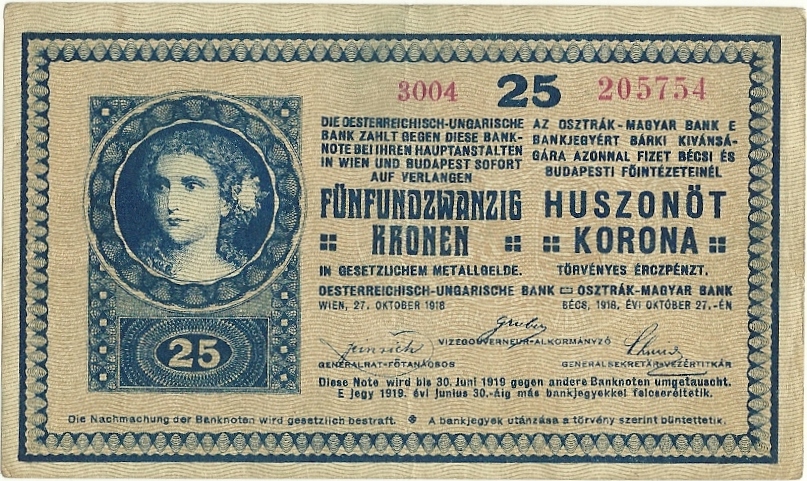 3004 25 205754
DIE OESTERREICHISCH-UNGARISCHE
BANK ZAHLT GEGEN DIESE BANK-
NOTE BEI IHREN HAUPTANSTALTEN
IN WIEN UND BUDAPEST SOFORT
AUF VERLANGEN
FÜNFUNDZWANZIG
KRONEN
IN GESETZLICHEM METALLGELDE.
AZ OSZTRÁK-MAGYAR BANK E
BANKJEGYÉRT BÁRKI KIVÁNSÁ-
GÁRA AZONNAL FIZET BÉCSI ÉS
BUDAPESTI FŐINTÉZETEINÉL
HUSZONÖT
KORONA
TÖRVÉNYES ÉRCZPÉNZT.
OESTERREICHISCH-UNGARISCHE BANK OSZTRÁK-MAGYAR BANK
WIEN, 27. OKTOBER 1918 BÉCS, 1918. ÉVI OKTÓBER 27.-ÉN
Gruber
VIZEGOUVERNEUR-ALKORMÁNYZÓ
GENERALRAT-FŐTANÁCSOS GENERALSEKRETÄR-VEZÉRTITKÁR
25
Diese Note wird bis 30. Juni 1919 gegen andere Banknoten umgetauscht.
E jegy 1919. évi junius 30.-áig más bankjegyekkel felcseréltetik.
Die Nachmachung der Banknoten wird gesetzlich bestraft. A bankjegyek utánzása a törvény szerint büntettetik.